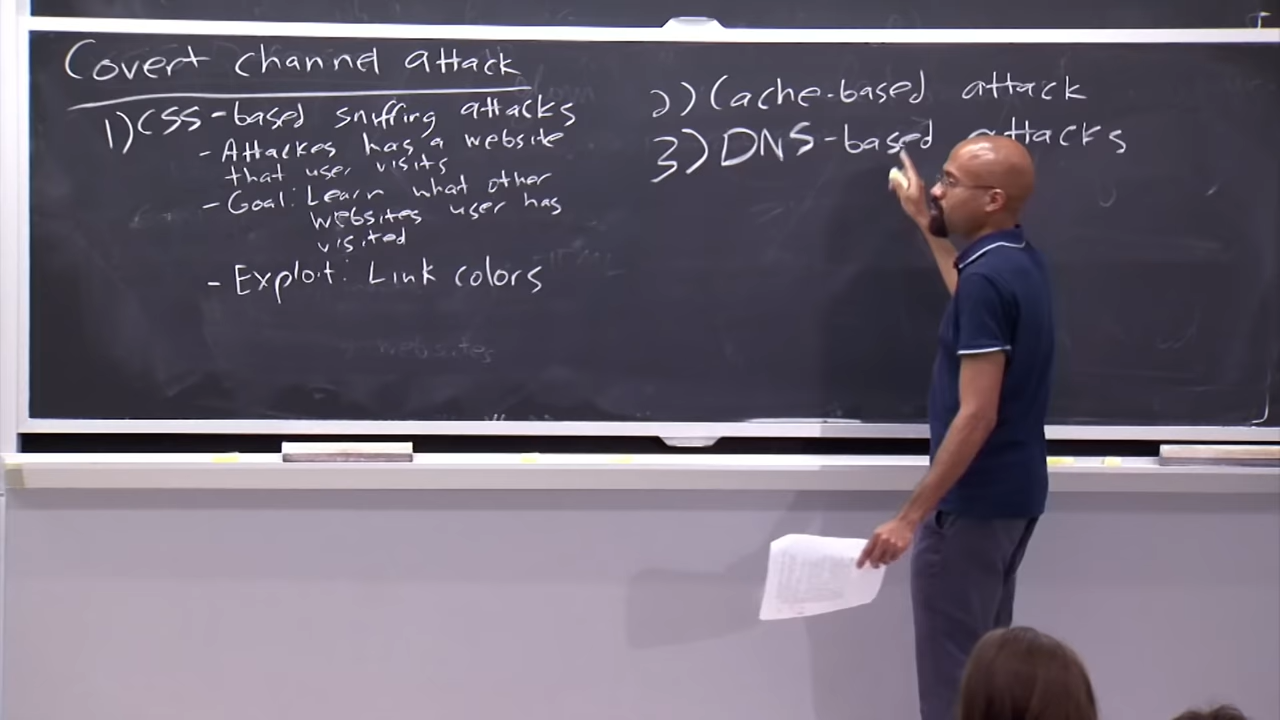 Covert channel attack
1) CSS-based sniffing attacks
- Attackes has a website
that user visits
- Goal: Learn what other
websites user has
visited
- Exploit: Link colors
websites
2) Cache-based attack
3) DNS-based attacks